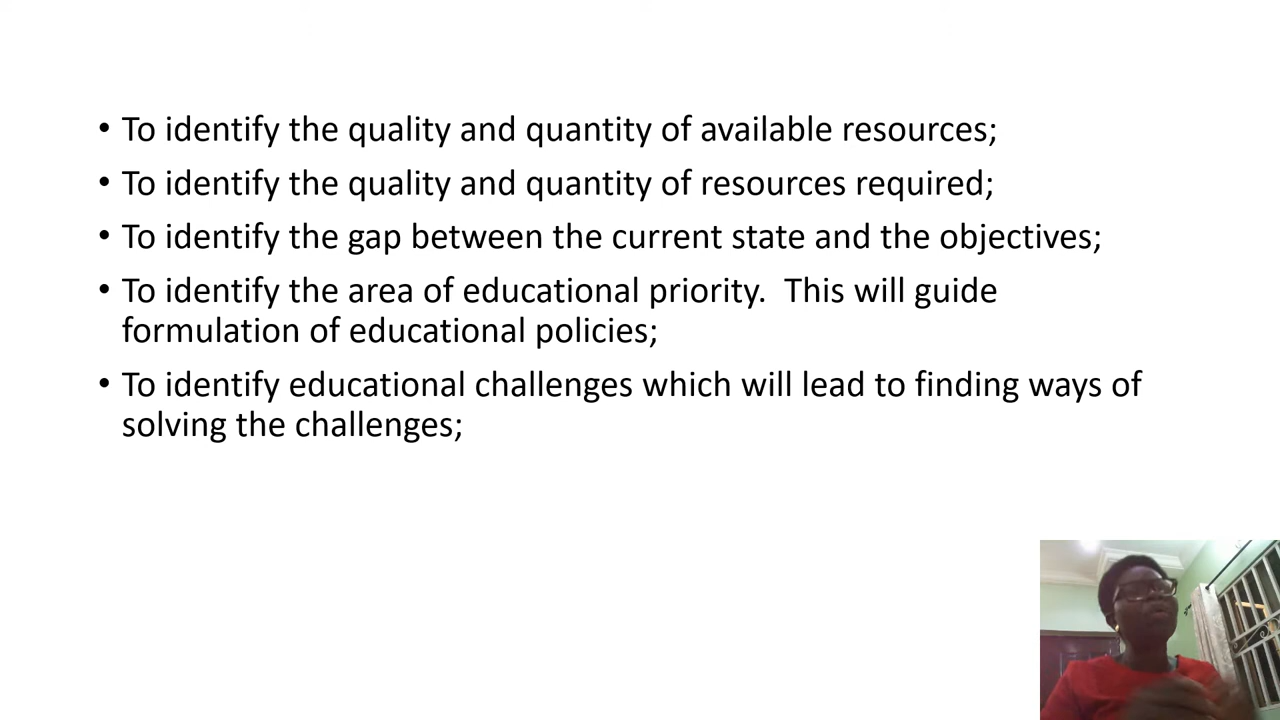 • To identify the quality and quantity of available resources;
• To identify the quality and quantity of resources required;
• To identify the gap between the current state and the objectives;
• To identify the area of educational priority.  This will guide
formulation of educational policies;
• To identify educational challenges which will lead to finding ways of
solving the challenges;